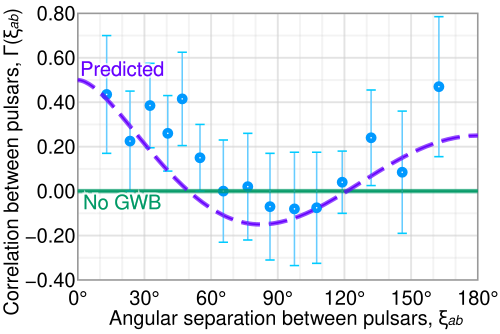 Correlation between pulsars, Γ(ξab)
0.80
0.60
0.40
0.20
0.00
−0.20
−0.40
Predicted
No GWB
0° 30° 60° 90° 120° 150° 180°
Angular separation between pulsars, ξab